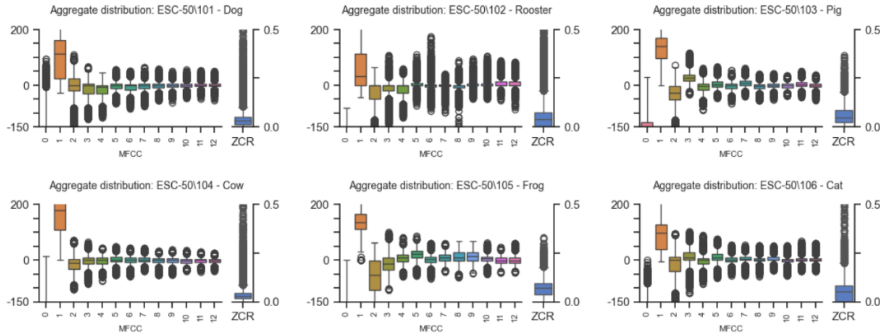 Aggregate distribution: ESC-50\101 - Dog
Aggregate distribution: ESC-50\102 - Rooster
Aggregate distribution: ESC-50\103 - Pig
200
0
-150
0.5
0.0
200
0
-150
0.5
0.0
200
0
-150
0.5
0.0
0 1 2 3 4 5 6 7 8 9 10 11 12 ZCR
0 1 2 3 4 5 6 7 8 9 10 11 12 ZCR
0 1 2 3 4 5 6 7 8 9 10 11 12 ZCR
MFCC
MFCC
MFCC
Aggregate distribution: ESC-50\104 - Cow
Aggregate distribution: ESC-50\105 - Frog
Aggregate distribution: ESC-50\106 - Cat
200
0
-150
0.5
0.0
200
0
-150
0.5
0.0
200
0
-150
0.5
0.0
0 1 2 3 4 5 6 7 8 9 10 11 12 ZCR
0 1 2 3 4 5 6 7 8 9 10 11 12 ZCR
0 1 2 3 4 5 6 7 8 9 10 11 12 ZCR
MFCC
MFCC
MFCC